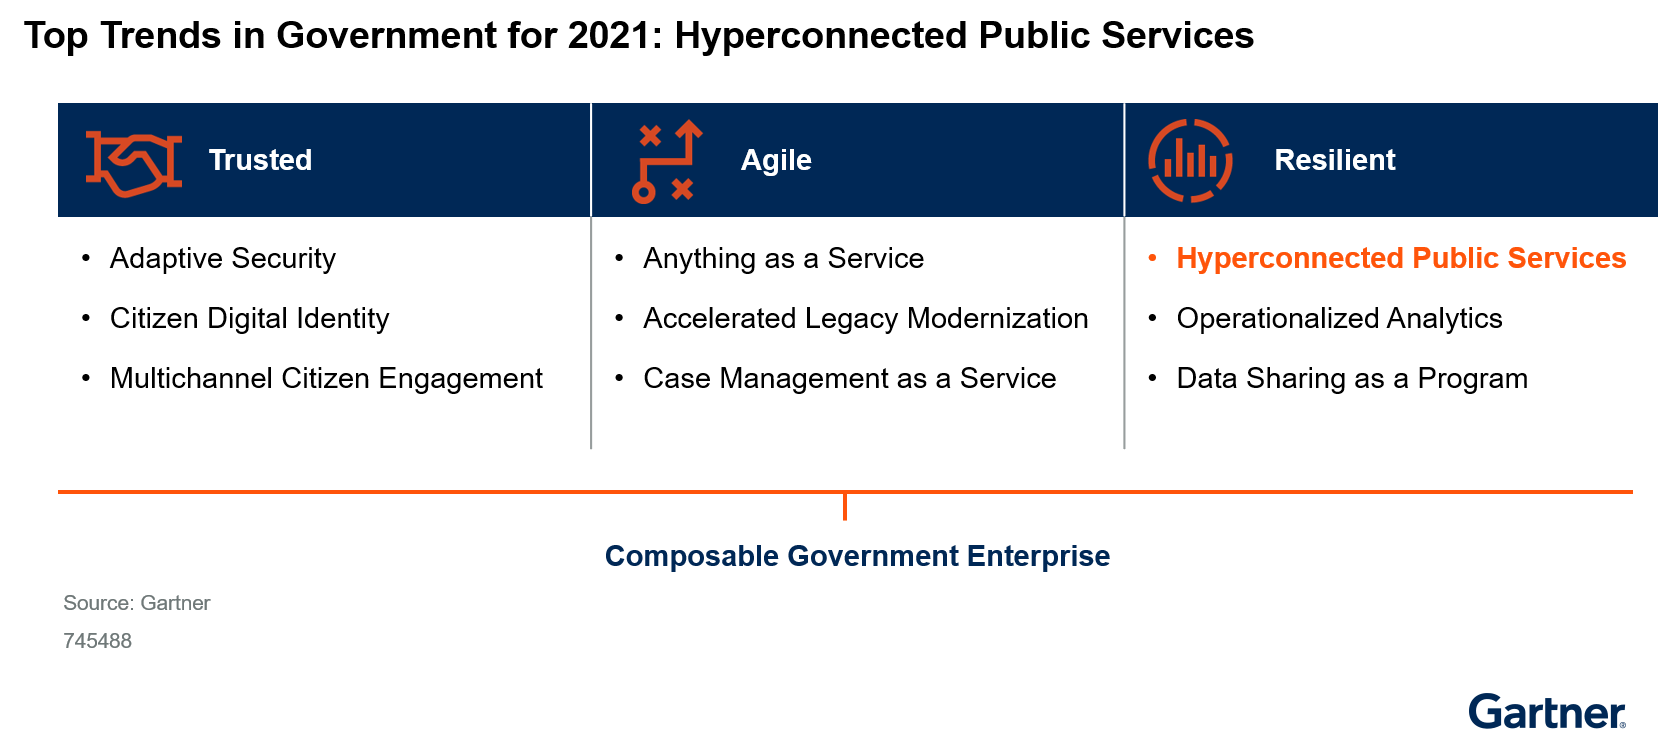 Top Trends in Government for 2021: Hyperconnected Public Services
Trusted
• Adaptive Security
• Citizen Digital Identity
• Multichannel Citizen Engagement
Agile
• Anything as a Service
• Accelerated Legacy Modernization
• Case Management as a Service
Resilient
• Hyperconnected Public Services
• Operationalized Analytics
• Data Sharing as a Program
Composable Government Enterprise
Source: Gartner
745488
Gartner®